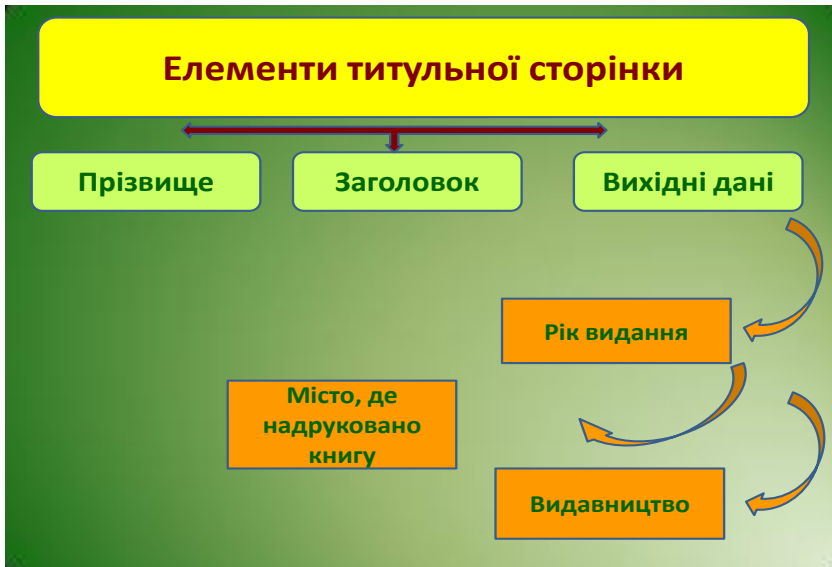 Елементи титульної сторінки
Прізвище
Заголовок
Вихідні дані
Рік видання
Місто, де
надруковано
книгу
Видавництво